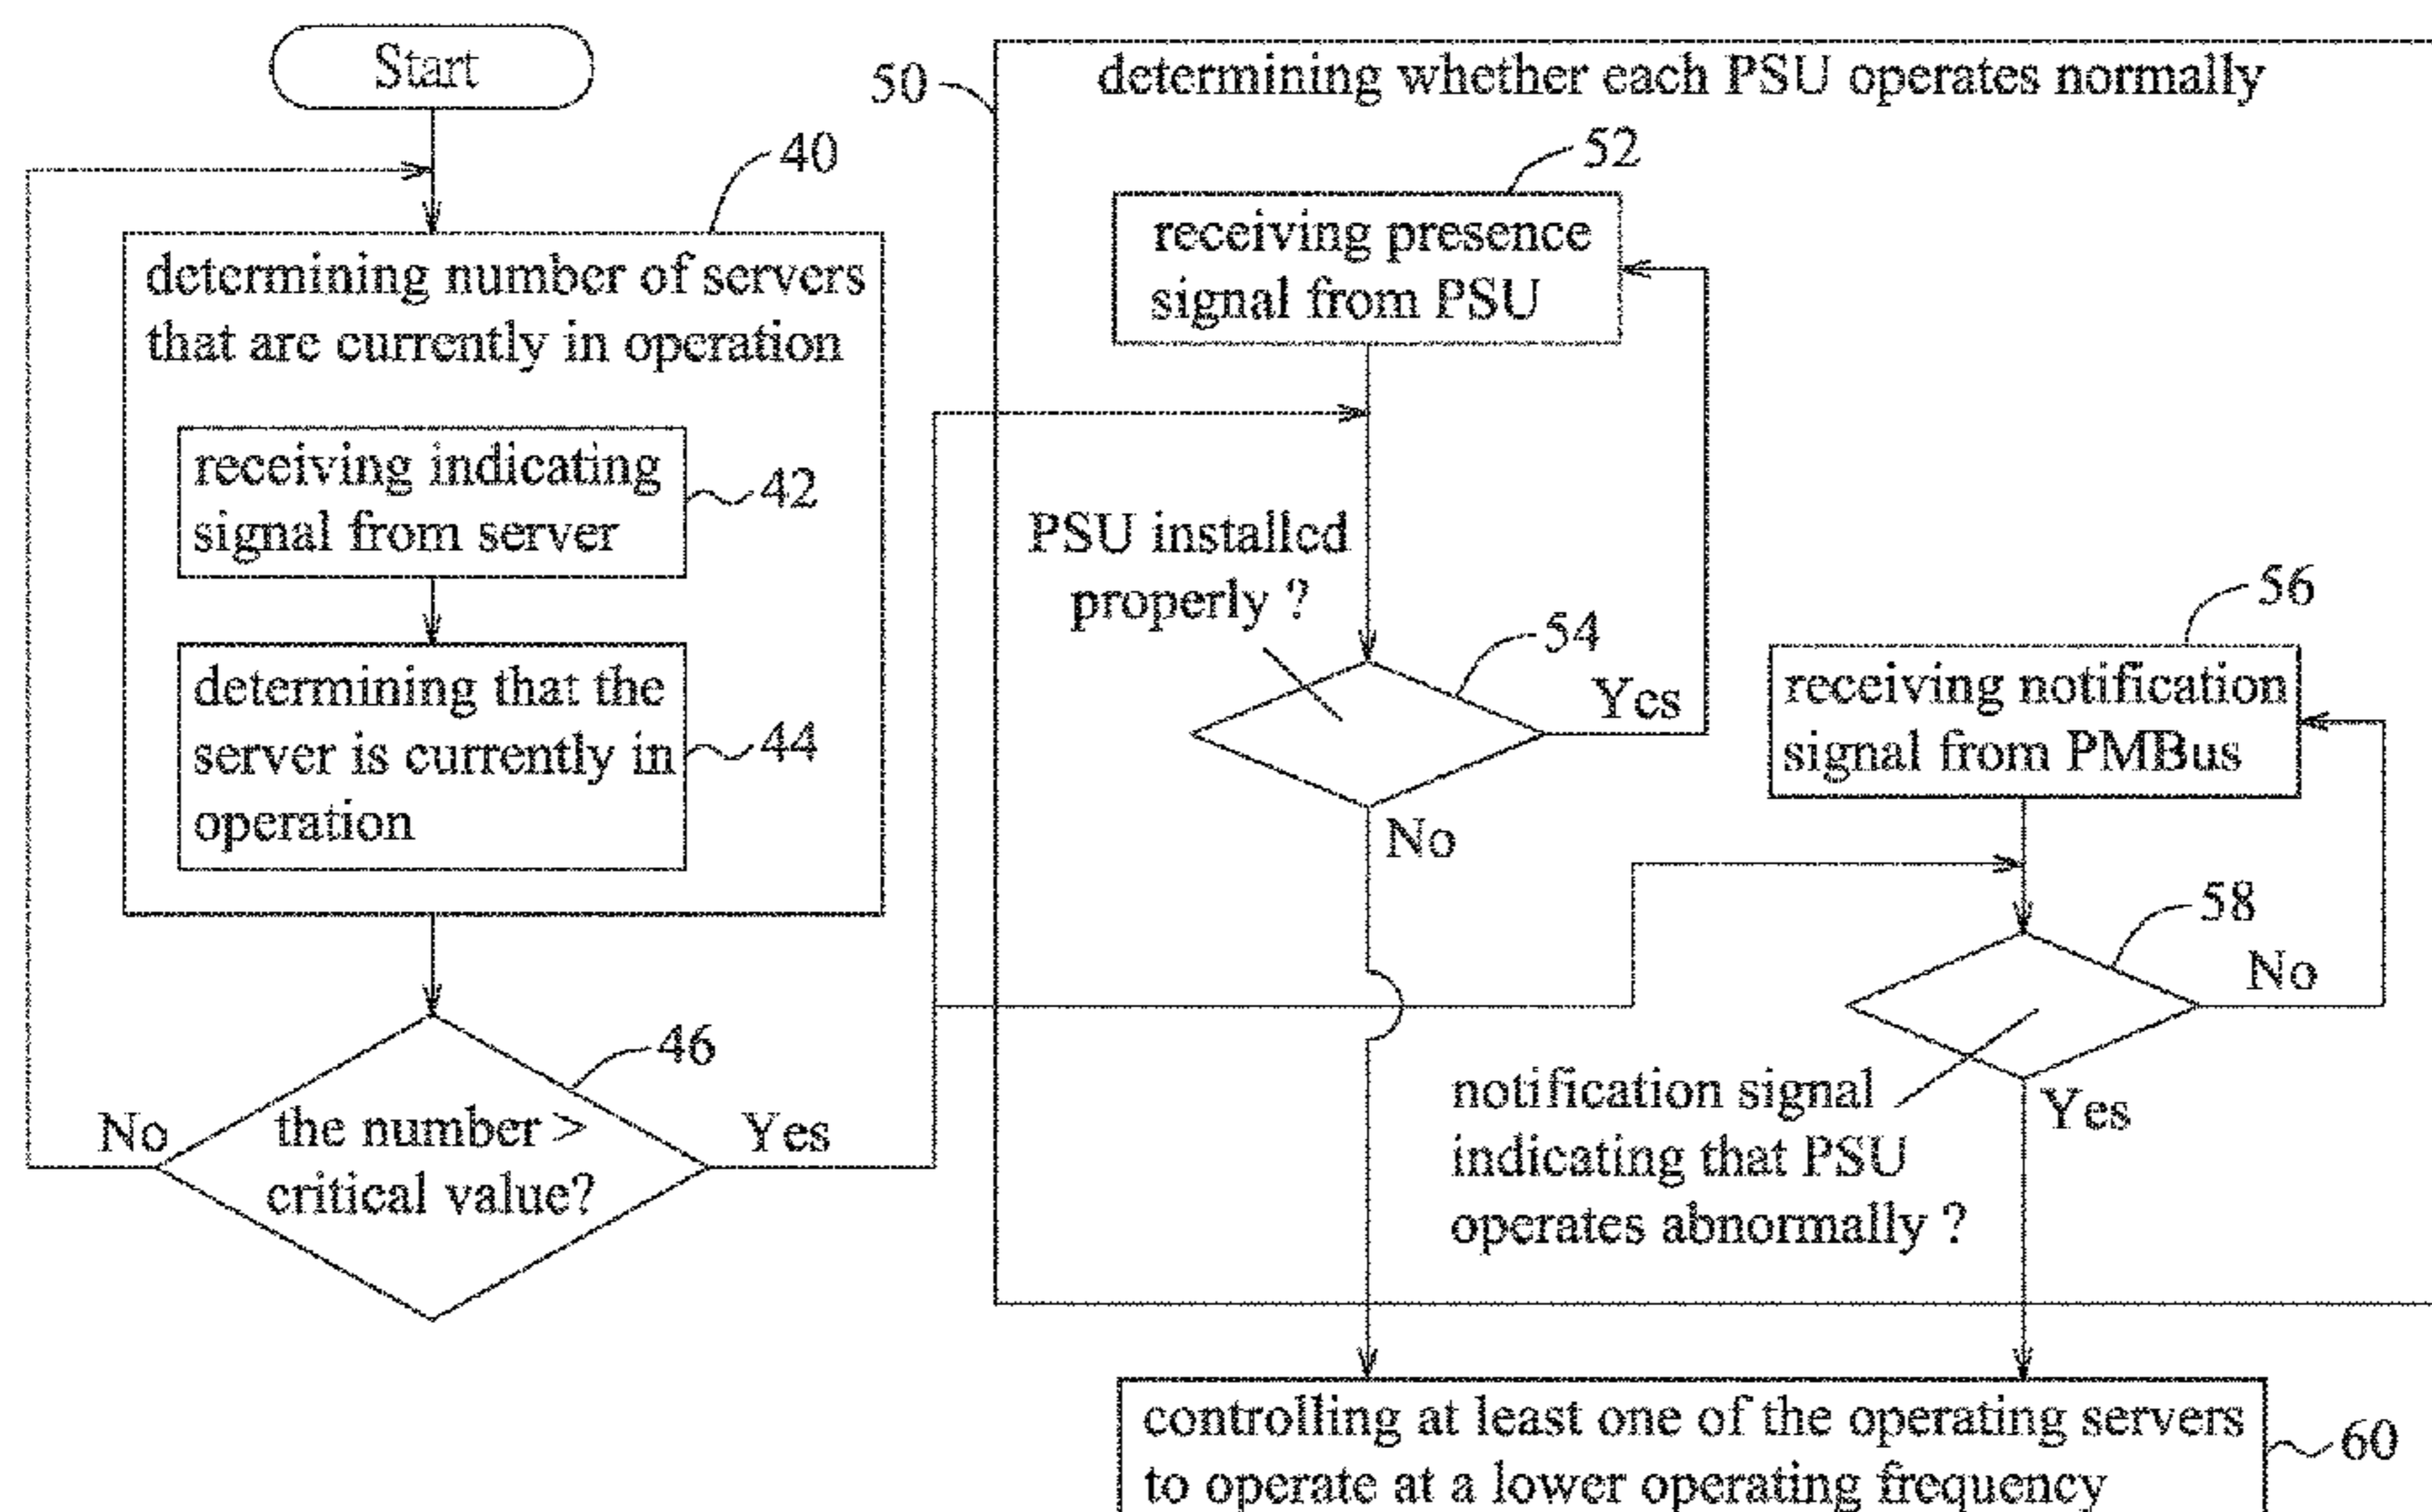 Start
40
determining number of servers
that are currently in operation
receiving indicating
signal from server
42
determining that the
server is currently in
operation
44
46
the number >
critical value?
No
Yes
50
determining whether each PSU operates normally
52
receiving presence
signal from PSU
PSU installed
properly ?
54
Yes
No
56
receiving notification
signal from PMBus
58
No
notification signal
indicating that PSU
operates abnormally ?
Yes
controlling at least one of the operating servers
to operate at a lower operating frequency
60